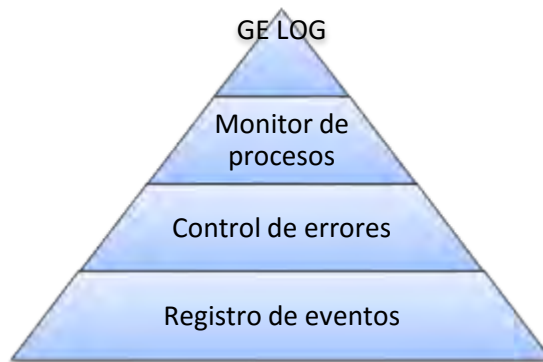 GE LOG
Monitor de
procesos
Control de errores
Registro de eventos